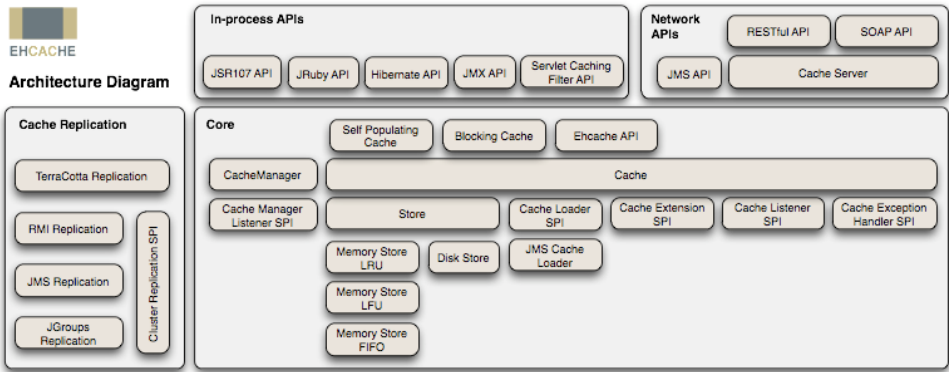 EHCACHE
Architecture Diagram
In-process APIs
JSR107 API
JRuby API
Hibernate API
JMX API
Servlet Caching
Filter API
Network
APIs
RESTful API
SOAP API
JMS API
Cache Server
Cache Replication
TerraCotta Replication
RMI Replication
JMS Replication
JGroups
Replication
Cluster Replication SPI
Core
Self Populating
Cache
Blocking Cache
Ehcache API
CacheManager
Cache
Cache Manager
Listener SPI
Store
Cache Loader
SPI
Cache Extension
SPI
Cache Listener
SPI
Cache Exception
Handler SPI
Memory Store
LRU
Disk Store
JMS Cache
Loader
Memory Store
LFU
Memory Store
FIFO